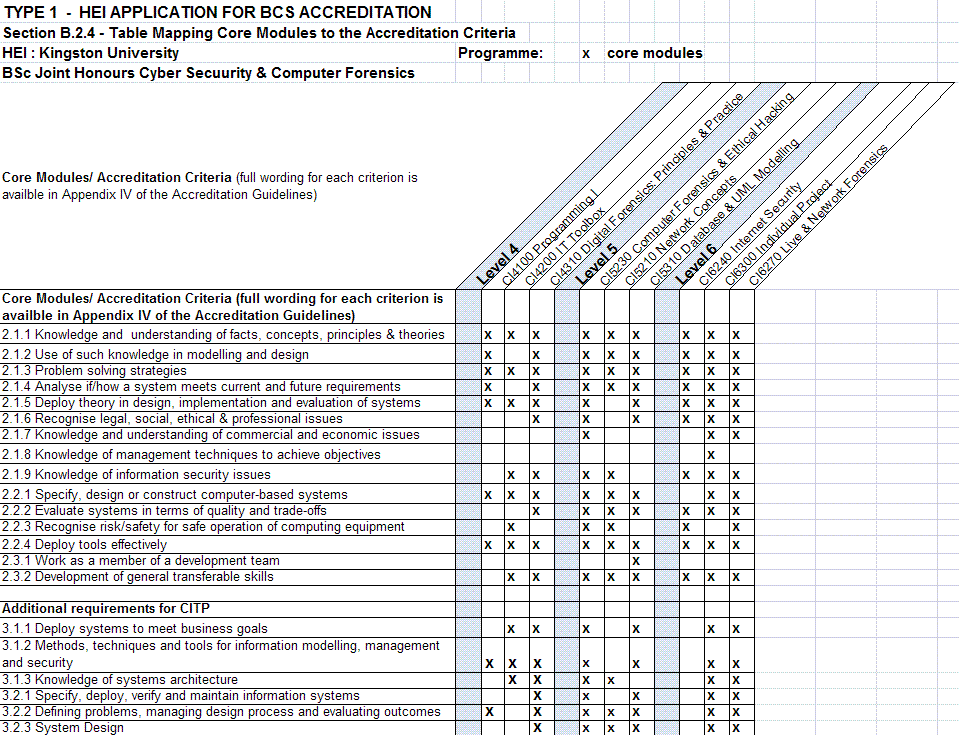 TYPE 1 - HEI APPLICATION FOR BCS ACCREDITATION
Section B.2.4 - Table Mapping Core Modules to the Accreditation Criteria
HEI : Kingston University Programme: x core modules
BSc Joint Honours Cyber Secuurity & Computer Forensics
Core Modules/ Accreditation Criteria (full wording for each criterion is
availble in Appendix IV of the Accreditation Guidelines)
Level 4
CI4100 Programming I
CI4200 IT Toolbox
CI4310 Digital Forensics: Principles & Practice
Level 5
CI5230 Computer Forensics & Ethical Hacking
CI5210 Network Concepts
CI5310 Database & UML Modelling
Level 6
CI6240 Internet Security
CI6300 Individual Project
CI6270 Live & Network Forensics
Core Modules/ Accreditation Criteria (full wording for each criterion is
availble in Appendix IV of the Accreditation Guidelines)
2.1.1 Knowledge and understanding of facts, concepts, principles & theories x x x x x x x x x
2.1.2 Use of such knowledge in modelling and design x x x x x x x x
2.1.3 Problem solving strategies x x x x x x x x x
2.1.4 Analyse if/how a system meets current and future requirements x x x x x x x x
2.1.5 Deploy theory in design, implementation and evaluation of systems x x x x x x x x
2.1.6 Recognise legal, social, ethical & professional issues x x x x x x
2.1.7 Knowledge and understanding of commercial and economic issues x x x
2.1.8 Knowledge of management techniques to achieve objectives x
2.1.9 Knowledge of information security issues x x x x x x x
2.2.1 Specify, design or construct computer-based systems x x x x x x x x
2.2.2 Evaluate systems in terms of quality and trade-offs x x x x x x x
2.2.3 Recognise risk/safety for safe operation of computing equipment x x x x x
2.2.4 Deploy tools effectively x x x x x x x x x
2.3.1 Work as a member of a development team x
2.3.2 Development of general transferable skills x x x x x x x x
Additional requirements for CITP
3.1.1 Deploy systems to meet business goals x x x x x x
3.1.2 Methods, techniques and tools for information modelling, management
and security x x x x x x x
3.1.3 Knowledge of systems architecture x x x x x x
3.2.1 Specify, deploy, verify and maintain information systems x x x x x
3.2.2 Defining problems, managing design process and evaluating outcomes x x x x x x x
3.2.3 System Design x x x x x x